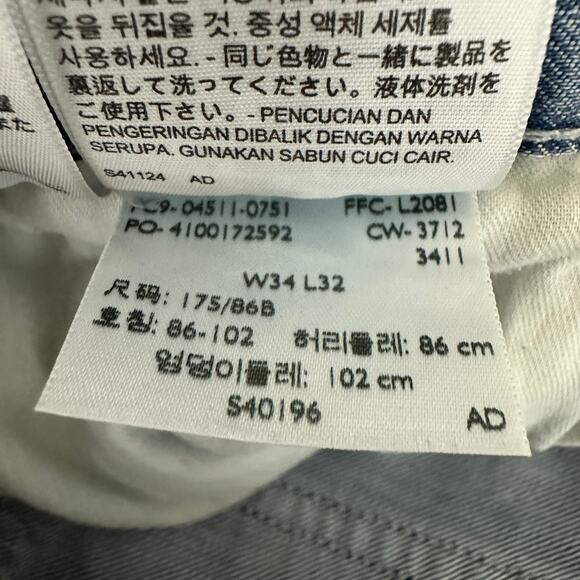 옷을 뒤집을 것. 중성 액체 세제를
사용하세요. - 同じ色物と一緒に製品を
裏返して洗ってください。液体洗剤を
ご使用下さい。- PENCUCIAN DAN
PENGERINGAN DIBALIK DENGAN WARNA
SERUPA. GUNAKAN SABUN CUCI CAIR.
S41124 AD
PC9-04511-0751 FFC-L2081
PO-4100172592 CW-3712
3411
W34 L32
尺码: 175/86B
호칭: 86-102 허리둘레: 86 cm
엉덩이둘레: 102 cm
S40196 AD